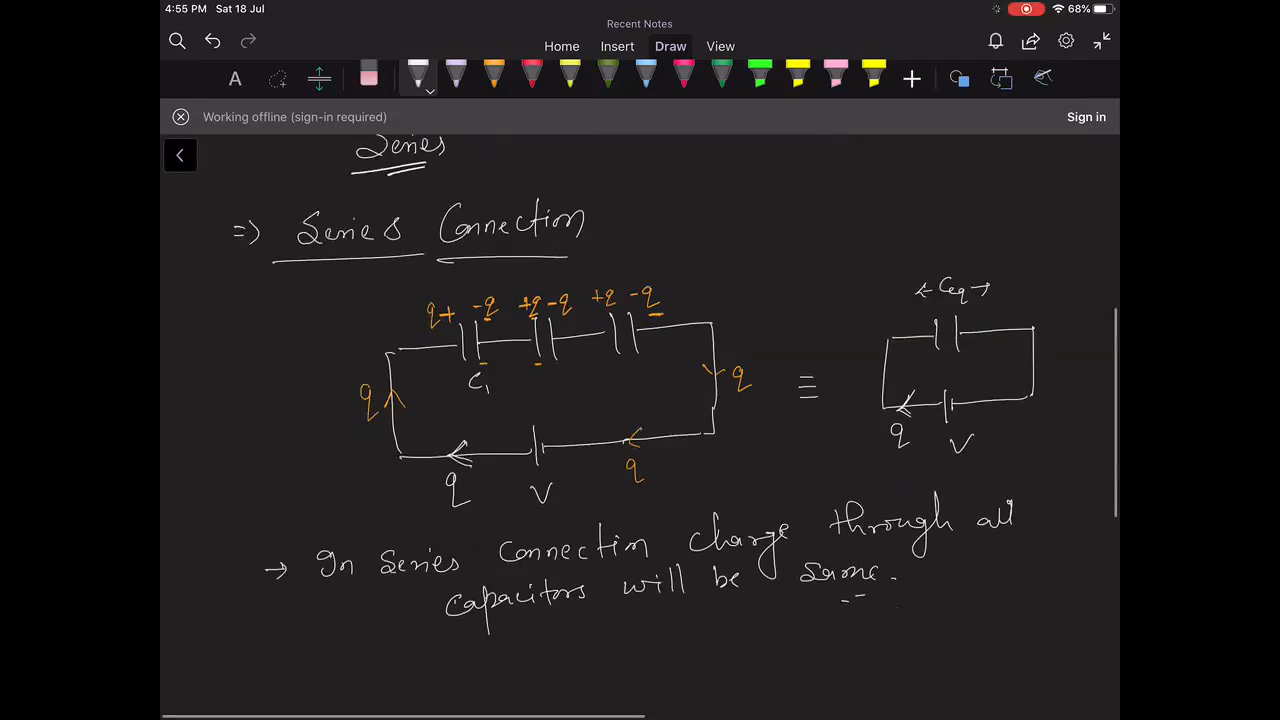 4:55 PM Sat 18 Jul
68%
Recent Notes
Home Insert Draw View
A
Working offline (sign-in required)
Sign in
Series
=> Series Connection
q+ -q +q -q +q -q
C1
q
q
q
q
V
≡
Ceq
q
V
→ In series connection charge through all
capacitors will be same.